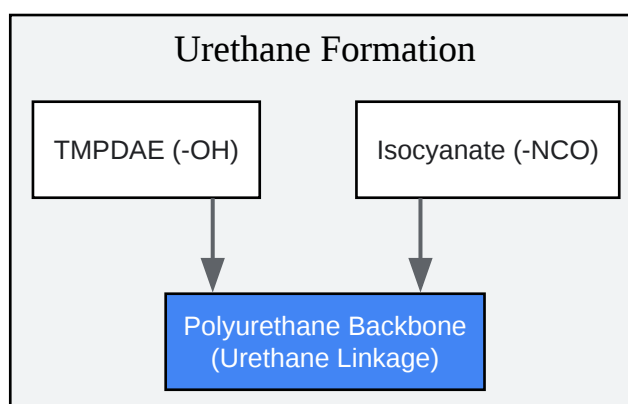 Urethane Formation
TMPDAE (-OH)
Isocyanate (-NCO)
Polyurethane Backbone
(Urethane Linkage)